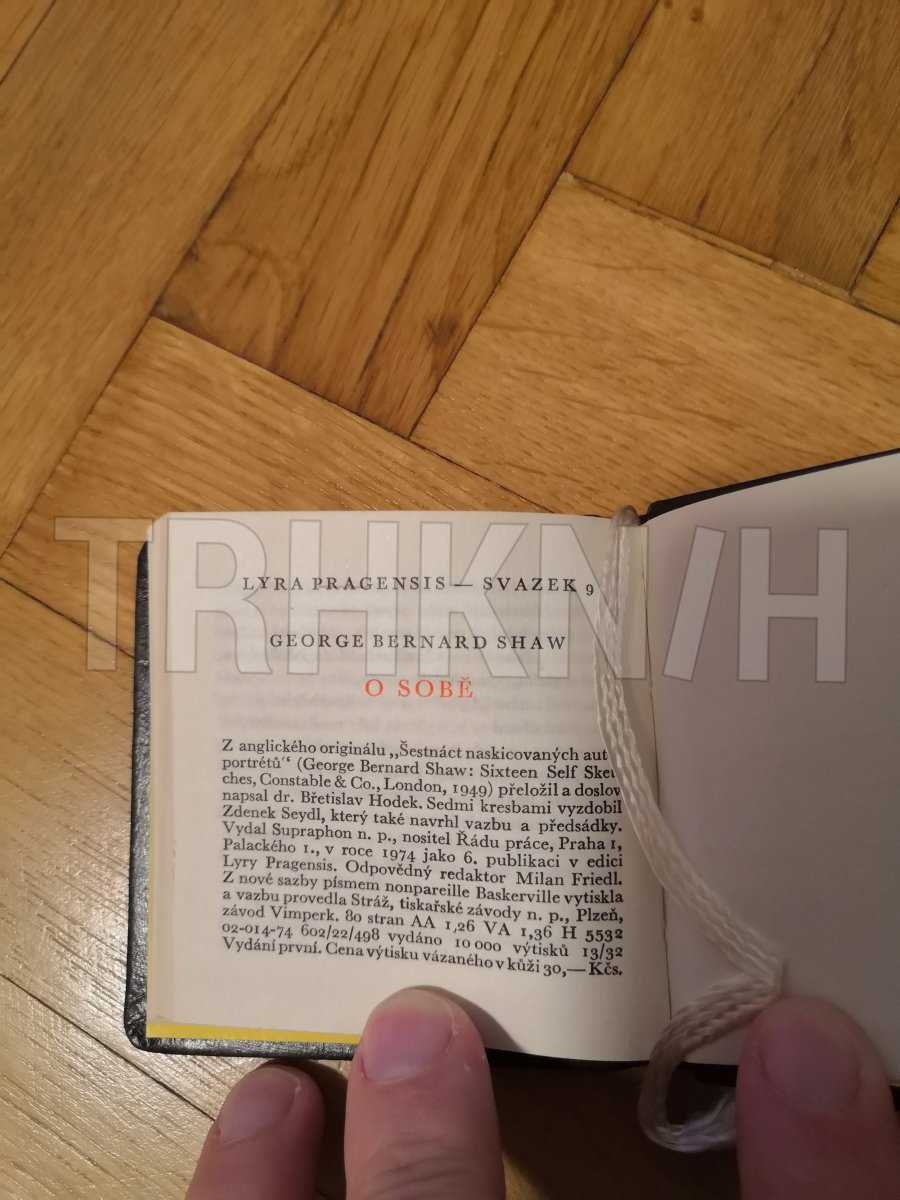 LYRA PRAGENSIS — SVAZEK 9
GEORGE BERNARD SHAW
O SOBĚ
Z anglického originálu „Šestnáct naskicovaných aut
portrétů“ (George Bernard Shaw: Sixteen Self Sket
ches, Constable & Co., London, 1949) přeložil a doslov
napsal dr. Břetislav Hodek. Sedmi kresbami vyzdobil
Zdenek Seydl, který také navrhl vazbu a předsádky.
Vydal Supraphon n. p., nositel Řádu práce, Praha 1,
Palackého 1., v roce 1974 jako 6. publikaci v edici
Lyry Pragensis. Odpovědný redaktor Milan Friedl.
Z nové sazby písmem nonpareille Baskerville vytiskla
a vazbu provedla Stráž, tiskařské závody n. p., Plzeň,
závod Vimperk. 80 stran AA 1,26 VA 1,36 H 5532
02-014-74 602/22/498 vydáno 10 000 výtisků 13/32
Vydání první. Cena výtisku vázaného v kůži 30,— Kčs.
TRHKN/H